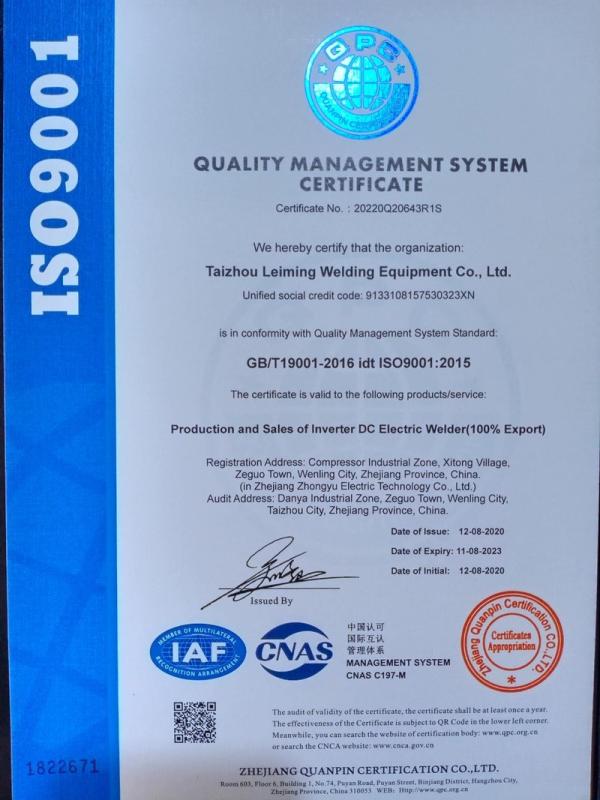 ISO9001
QPC
QUALITY MANAGEMENT SYSTEM
CERTIFICATE
Certificate No. : 20220Q20643R1S
We hereby certify that the organization:
Taizhou Leiming Welding Equipment Co., Ltd.
Unified social credit code: 9133108157530323XN
is in conformity with Quality Management System Standard:
GB/T19001-2016 idt ISO9001:2015
The certificate is valid to the following products/service:
Production and Sales of Inverter DC Electric Welder(100% Export)
Registration Address: Compressor Industrial Zone, Xitong Village,
Zeguo Town, Wenling City, Zhejiang Province, China.
(in Zhejiang Zhongyu Electric Technology Co., Ltd.)
Audit Address: Danya Industrial Zone, Zeguo Town, Wenling City,
Taizhou City, Zhejiang Province, China.
Date of Issue: 12-08-2020
Date of Expiry: 11-08-2023
Date of Initial: 12-08-2020
Issued By
MEMBER OF MULTILATERAL
IAF
RECOGNITION ARRANGEMENT
CNAS
中国认可
国际互认
管理体系
MANAGEMENT SYSTEM
CNAS C197-M
Zhejiang Quanpin Certification CO.,LTD.
Certificates
Appropriation
The audit of validity of the certificate, the certificate shall be at least once a year.
The effectiveness of the Certificate is subject to QR Code in the lower left corner.
Meanwhile, you can search the website of certification body: www.qpc.org.cn
or search the CNCA website: www.cnca.gov.cn
1822671
ZHEJIANG QUANPIN CERTIFICATION CO.,LTD.
Room 603, Floor 6, Building 1, No.74, Puyan Road, Puyan Street, Binjiang District, Hangzhou City,
Zhejiang Province, China 310053 WEB: Http://www.qpc.org.cn